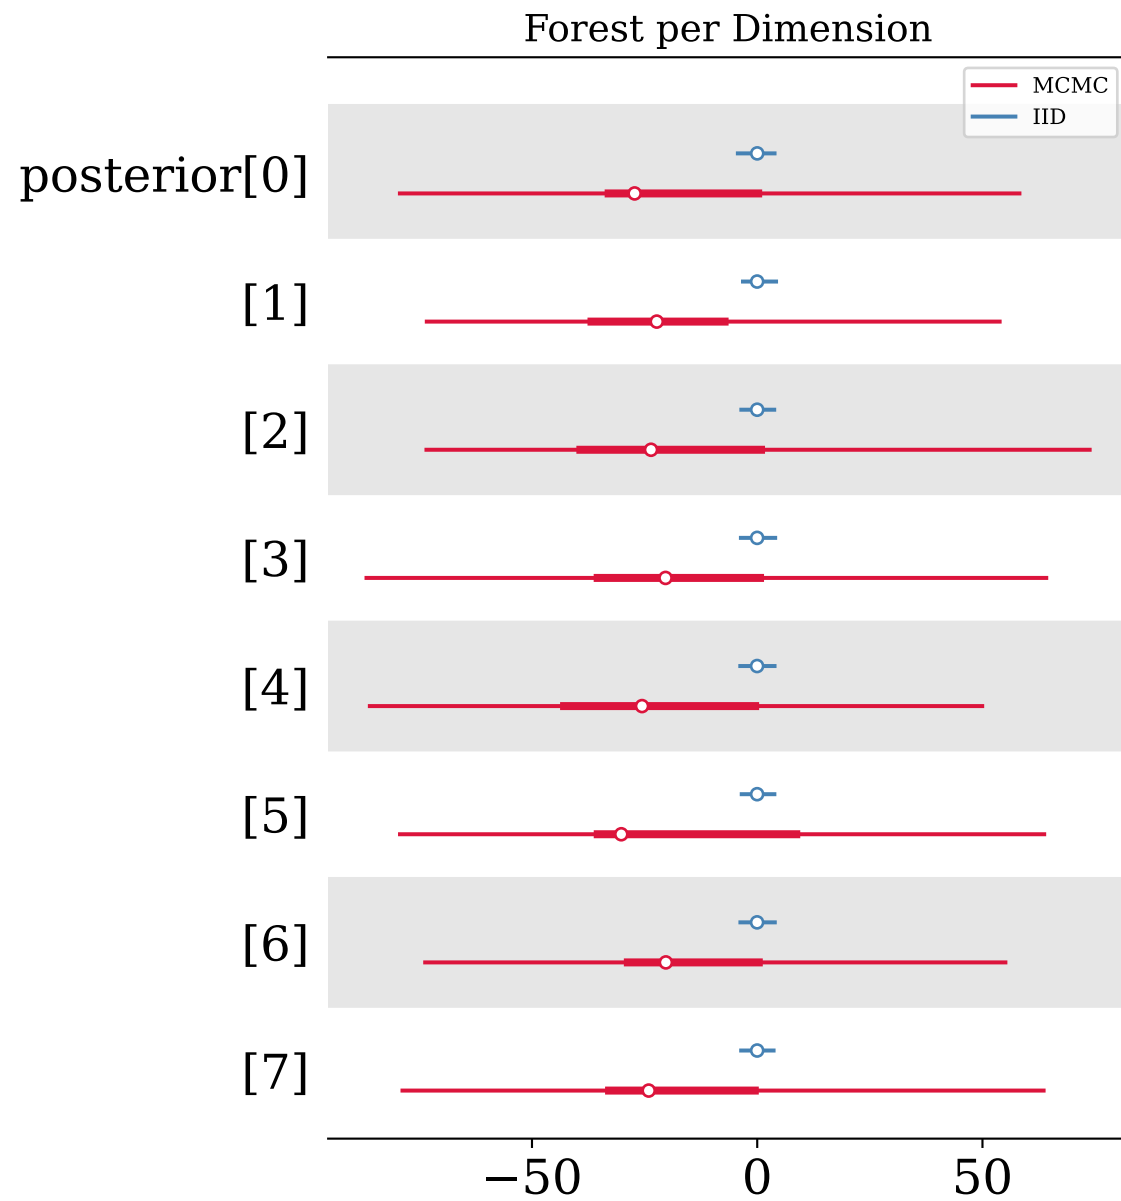 Forest per Dimension
MCMC
IID
posterior[0]
[1]
[2]
[3]
[4]
[5]
[6]
[7]
−50 0 50